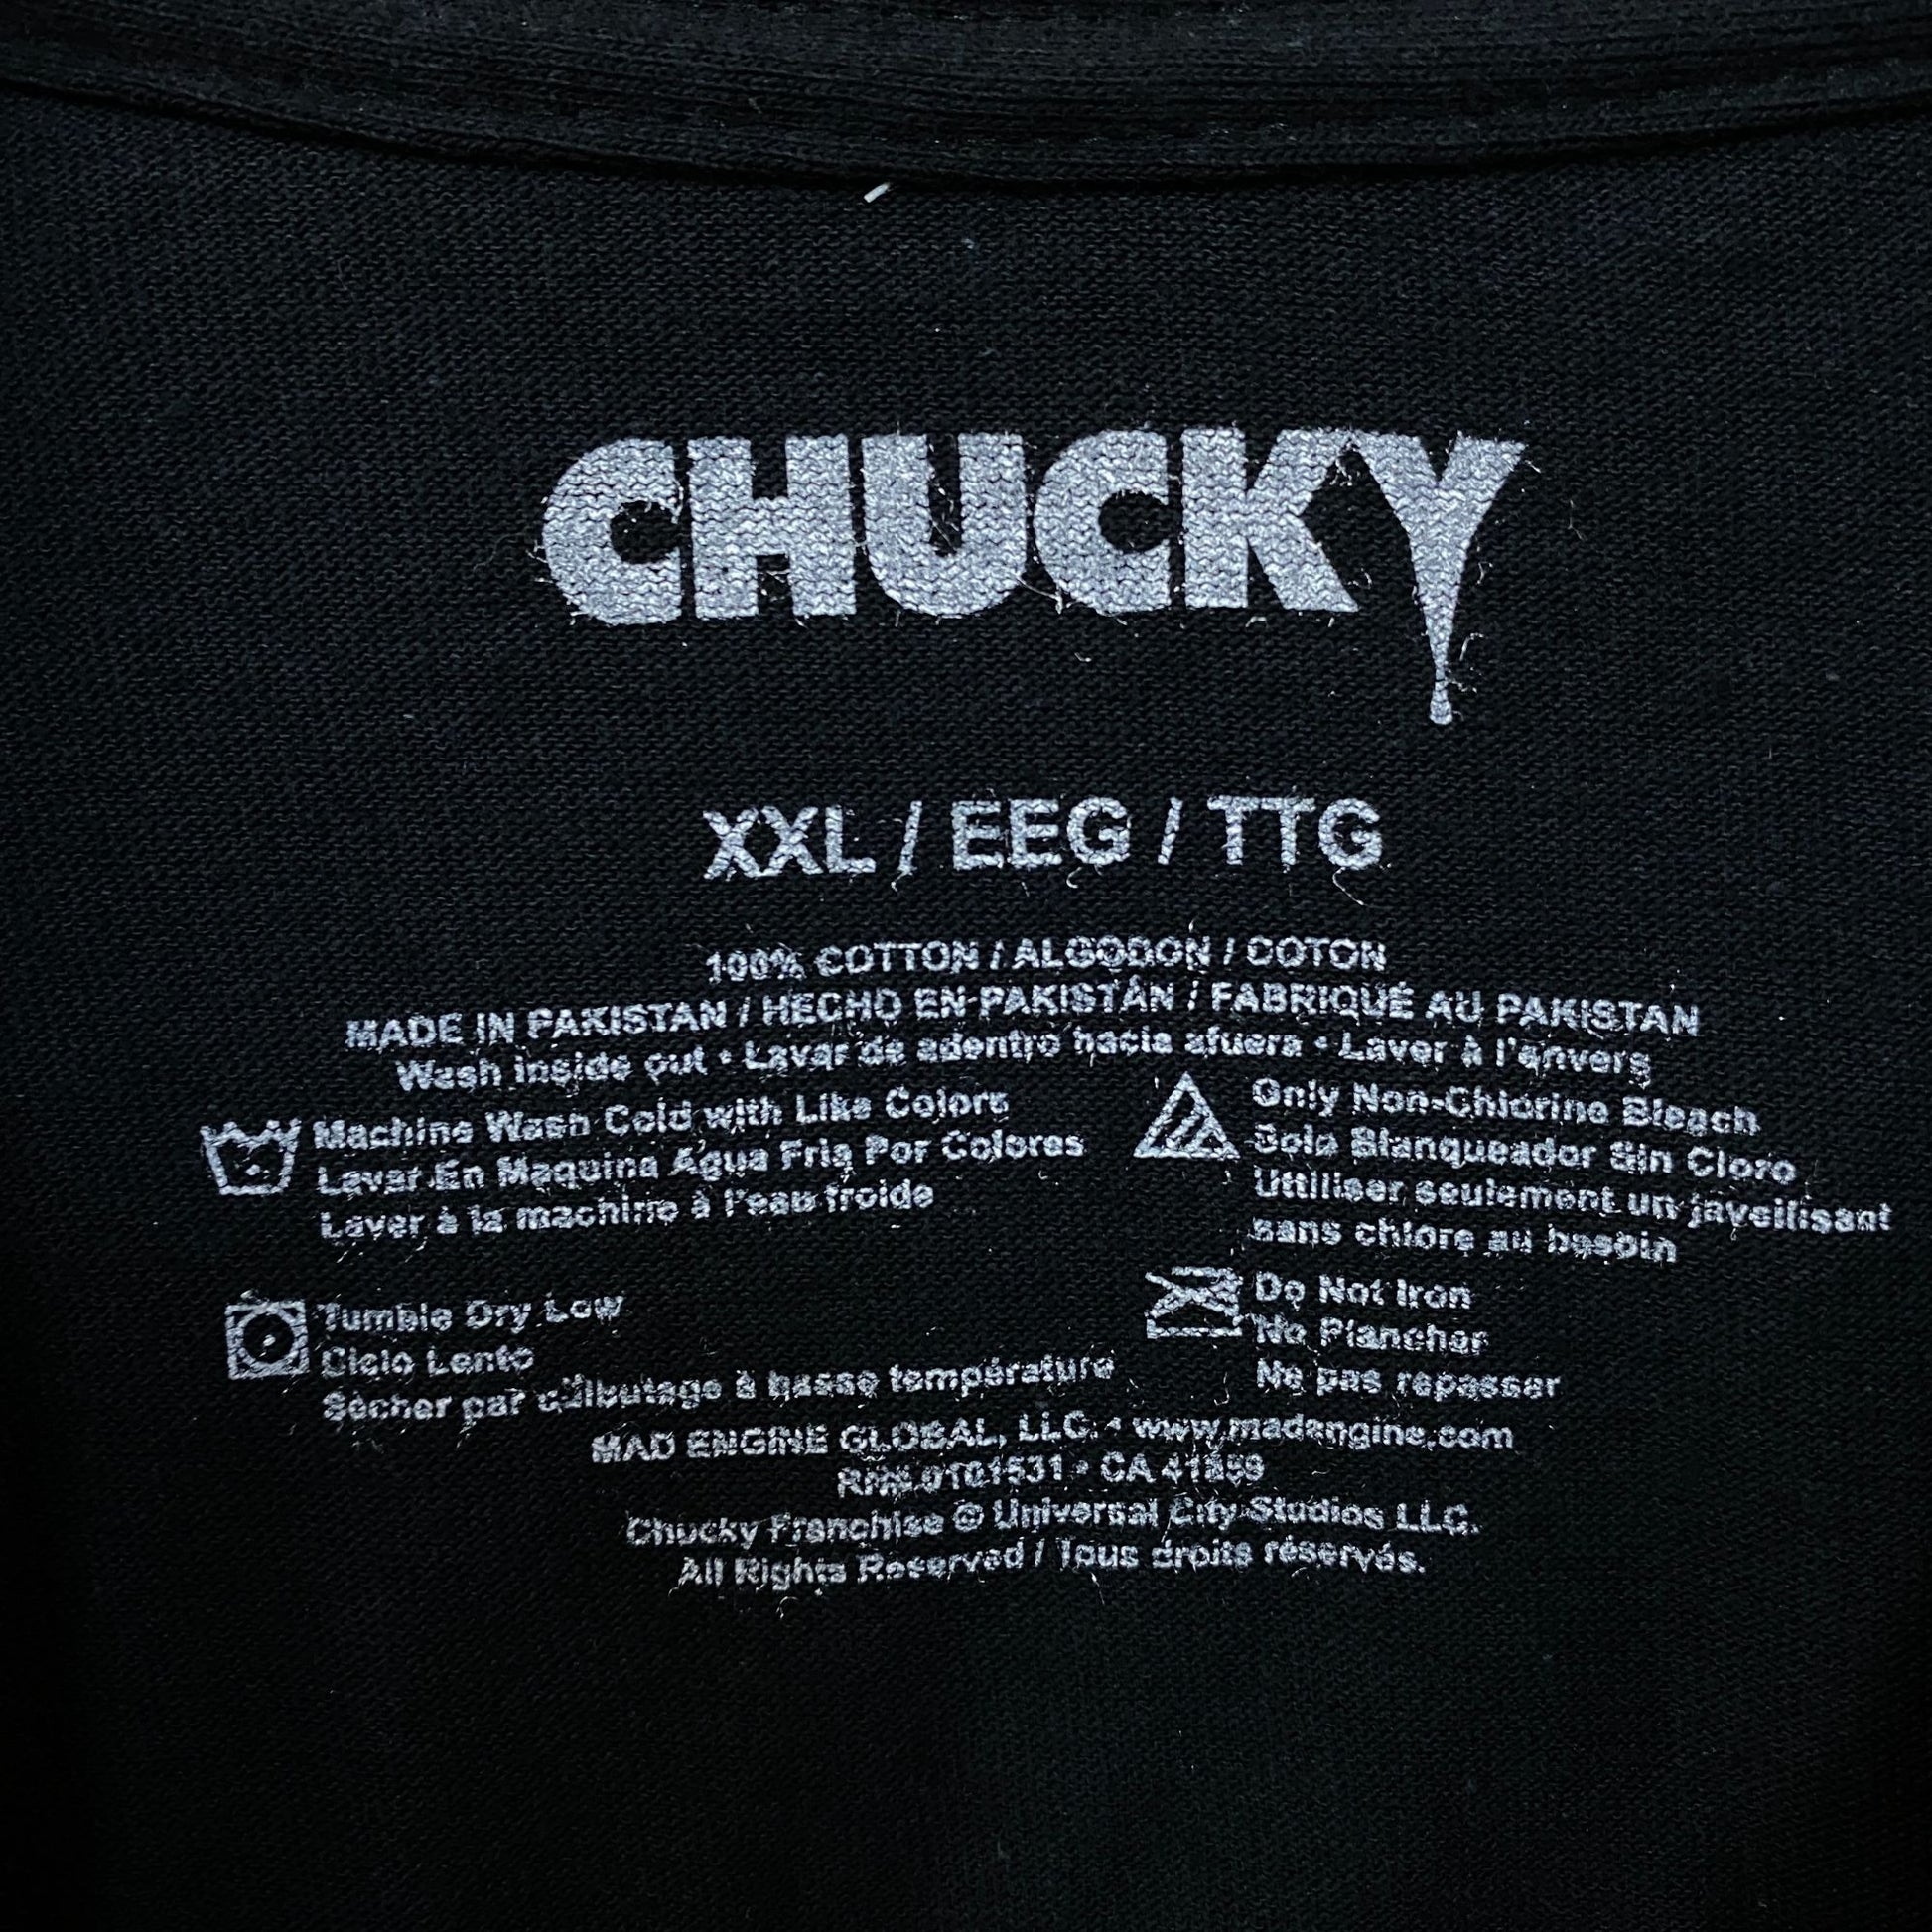 CHUCKY
XXL / EEG / TTG
100% COTTON / ALGODON / COTON
MADE IN PAKISTAN / HECHO EN PAKISTÁN / FABRIQUÉ AU PAKISTAN
Wash inside out • Lavar de adentro hacia afuera • Laver à l'envers
Machine Wash Cold with Like Colors
Lavar En Maquina Agua Fria Por Colores
Laver à la machine à l'eau froide
Only Non-Chlorine Bleach
Solo Blanqueador Sin Cloro
Utiliser seulement un javellisant
sans chlore au besoin
Tumble Dry Low
Ciclo Lento
Sècher par culbutage à basse température
Do Not Iron
No Planchar
Ne pas repasser
MAD ENGINE GLOBAL, LLC. • www.madengine.com
CA
Chucky Franchise © Universal City Studios LLC.
All Rights Reserved / Tous droits réservés.